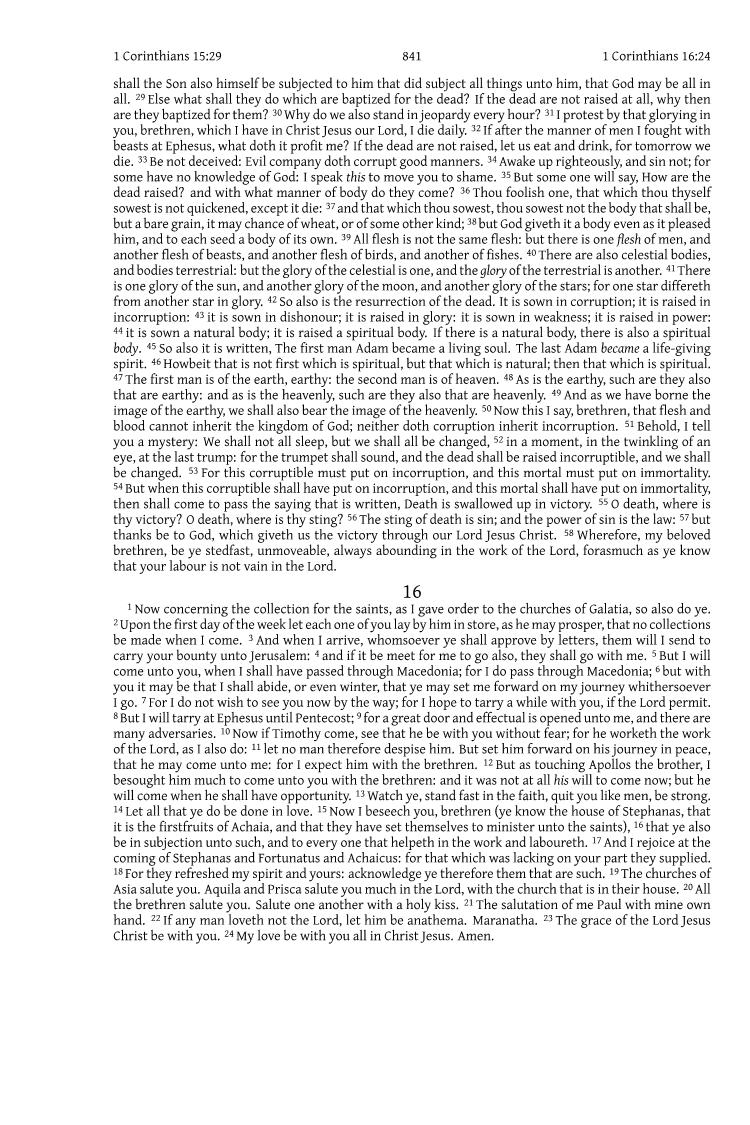 1 Corinthians 15:29 841 1 Corinthians 16:24
shall the Son also himself be subjected to him that did subject all things unto him, that God may be all in
all. 29 Else what shall they do which are baptized for the dead? If the dead are not raised at all, why then
are they baptized for them? 30 Why do we also stand in jeopardy every hour? 31 I protest by that glorying in
you, brethren, which I have in Christ Jesus our Lord, I die daily. 32 If after the manner of men I fought with
beasts at Ephesus, what doth it profit me? If the dead are not raised, let us eat and drink, for tomorrow we
die. 33 Be not deceived: Evil company doth corrupt good manners. 34 Awake up righteously, and sin not; for
some have no knowledge of God: I speak this to move you to shame. 35 But some one will say, How are the
dead raised? and with what manner of body do they come? 36 Thou foolish one, that which thou thyself
sowest is not quickened, except it die: 37 and that which thou sowest, thou sowest not the body that shall be,
but a bare grain, it may chance of wheat, or of some other kind; 38 but God giveth it a body even as it pleased
him, and to each seed a body of its own. 39 All flesh is not the same flesh: but there is one flesh of men, and
another flesh of beasts, and another flesh of birds, and another of fishes. 40 There are also celestial bodies,
and bodies terrestrial: but the glory of the celestial is one, and the glory of the terrestrial is another. 41 There
is one glory of the sun, and another glory of the moon, and another glory of the stars; for one star differeth
from another star in glory. 42 So also is the resurrection of the dead. It is sown in corruption; it is raised in
incorruption: 43 it is sown in dishonour; it is raised in glory: it is sown in weakness; it is raised in power:
44 it is sown a natural body; it is raised a spiritual body. If there is a natural body, there is also a spiritual
body. 45 So also it is written, The first man Adam became a living soul. The last Adam became a life-giving
spirit. 46 Howbeit that is not first which is spiritual, but that which is natural; then that which is spiritual.
47 The first man is of the earth, earthy: the second man is of heaven. 48 As is the earthy, such are they also
that are earthy: and as is the heavenly, such are they also that are heavenly. 49 And as we have borne the
image of the earthy, we shall also bear the image of the heavenly. 50 Now this I say, brethren, that flesh and
blood cannot inherit the kingdom of God; neither doth corruption inherit incorruption. 51 Behold, I tell
you a mystery: We shall not all sleep, but we shall all be changed, 52 in a moment, in the twinkling of an
eye, at the last trump: for the trumpet shall sound, and the dead shall be raised incorruptible, and we shall
be changed. 53 For this corruptible must put on incorruption, and this mortal must put on immortality.
54 But when this corruptible shall have put on incorruption, and this mortal shall have put on immortality,
then shall come to pass the saying that is written, Death is swallowed up in victory. 55 O death, where is
thy victory? O death, where is thy sting? 56 The sting of death is sin; and the power of sin is the law: 57 but
thanks be to God, which giveth us the victory through our Lord Jesus Christ. 58 Wherefore, my beloved
brethren, be ye stedfast, unmoveable, always abounding in the work of the Lord, forasmuch as ye know
that your labour is not vain in the Lord.
16
1 Now concerning the collection for the saints, as I gave order to the churches of Galatia, so also do ye.
2 Upon the first day of the week let each one of you lay by him in store, as he may prosper, that no collections
be made when I come. 3 And when I arrive, whomsoever ye shall approve by letters, them will I send to
carry your bounty unto Jerusalem: 4 and if it be meet for me to go also, they shall go with me. 5 But I will
come unto you, when I shall have passed through Macedonia; for I do pass through Macedonia; 6 but with
you it may be that I shall abide, or even winter, that ye may set me forward on my journey whithersoever
I go. 7 For I do not wish to see you now by the way; for I hope to tarry a while with you, if the Lord permit.
8 But I will tarry at Ephesus until Pentecost; 9 for a great door and effectual is opened unto me, and there are
many adversaries. 10 Now if Timothy come, see that he be with you without fear; for he worketh the work
of the Lord, as I also do: 11 let no man therefore despise him. But set him forward on his journey in peace,
that he may come unto me: for I expect him with the brethren. 12 But as touching Apollos the brother, I
besought him much to come unto you with the brethren: and it was not at all his will to come now; but he
will come when he shall have opportunity. 13 Watch ye, stand fast in the faith, quit you like men, be strong.
14 Let all that ye do be done in love. 15 Now I beseech you, brethren (ye know the house of Stephanas, that
it is the firstfruits of Achaia, and that they have set themselves to minister unto the saints), 16 that ye also
be in subjection unto such, and to every one that helpeth in the work and laboureth. 17 And I rejoice at the
coming of Stephanas and Fortunatus and Achaicus: for that which was lacking on your part they supplied.
18 For they refreshed my spirit and yours: acknowledge ye therefore them that are such. 19 The churches of
Asia salute you. Aquila and Prisca salute you much in the Lord, with the church that is in their house. 20 All
the brethren salute you. Salute one another with a holy kiss. 21 The salutation of me Paul with mine own
hand. 22 If any man loveth not the Lord, let him be anathema. Maranatha. 23 The grace of the Lord Jesus
Christ be with you. 24 My love be with you all in Christ Jesus. Amen.